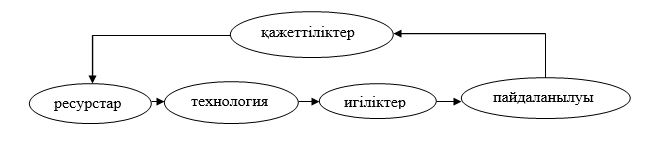 қажеттіліктер
ресурстар
технология
игіліктер
пайдаланылуы